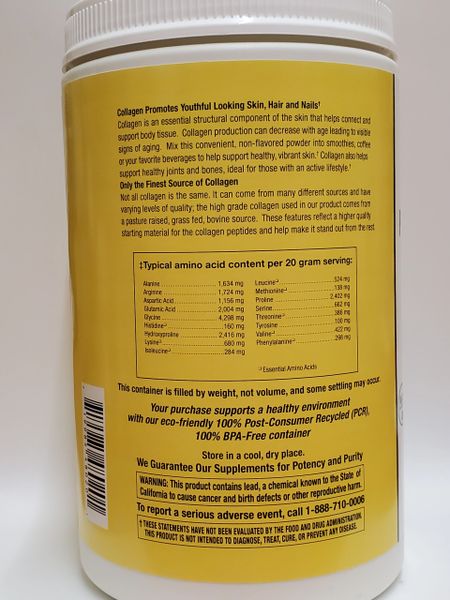 Collagen Promotes Youthful Looking Skin, Hair and Nails†
Collagen is an essential structural component of the skin that helps connect and
support body tissue. Collagen production can decrease with age leading to visible
signs of aging. Mix this convenient, non-flavored powder into smoothies, coffee
or your favorite beverages to help support healthy, vibrant skin.† Collagen also helps
support healthy joints and bones, ideal for those with an active lifestyle.†
Only the Finest Source of Collagen
Not all collagen is the same. It can come from many different sources and have
varying levels of quality; the high grade collagen used in our product comes from
a pasture raised, grass fed, bovine source. These features reflect a higher quality
starting material for the collagen peptides and help make it stand out from the rest.
‡Typical amino acid content per 20 gram serving:
Alanine 1,634 mg
Arginine 1,724 mg
Aspartic Acid 1,156 mg
Glutamic Acid 2,004 mg
Glycine 4,298 mg
Histidine 160 mg
Hydroxyproline 2,416 mg
Lysine 680 mg
Isoleucine 284 mg
Leucine 524 mg
Methionine 138 mg
Proline 2,402 mg
Serine 662 mg
Threonine 388 mg
Tyrosine 100 mg
Valine 422 mg
Phenylalanine 298 mg
Essential Amino Acids
This container is filled by weight, not volume, and some settling may occur.
Your purchase supports a healthy environment
with our eco-friendly 100% Post-Consumer Recycled (PCR),
100% BPA-Free container
Store in a cool, dry place.
We Guarantee Our Supplements for Potency and Purity
WARNING: This product contains lead, a chemical known to the State of
California to cause cancer and birth defects or other reproductive harm.
To report a serious adverse event, call 1-888-710-0006
† THESE STATEMENTS HAVE NOT BEEN EVALUATED BY THE FOOD AND DRUG ADMINISTRATION.
THIS PRODUCT IS NOT INTENDED TO DIAGNOSE, TREAT, CURE, OR PREVENT ANY DISEASE.